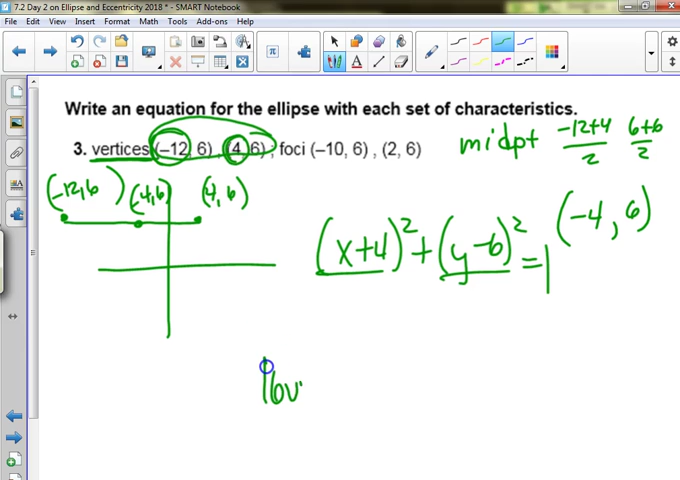 7.2 Day 2 on Ellipse and Eccentricity 2018 * - SMART Notebook
File Edit View Insert Format Tools Add-ons Help
Write an equation for the ellipse with each set of characteristics.
3. vertices (−12, 6) , (4, 6) , foci (−10, 6) , (2, 6)
midpt −12+4/2 6+6/2
(−12,6) (−4,6) (4,6)
(−4, 6)
(x+4)² + (y−6)² = 1